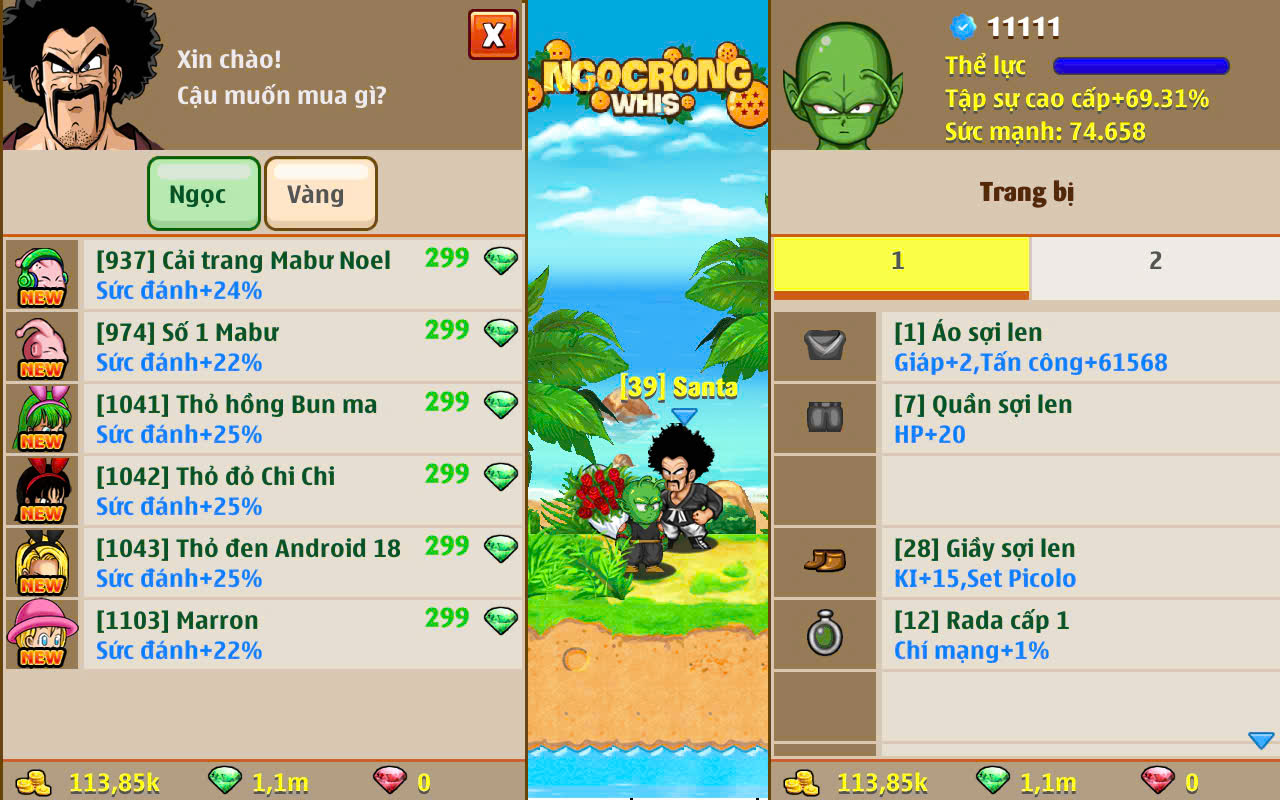 Xin chào!
Cậu muốn mua gì?
X
Ngọc
Vàng
[937] Cải trang Mabư Noel
299
Sức đánh+24%
NEW
[974] Số 1 Mabư
299
Sức đánh+22%
NEW
[1041] Thỏ hồng Bun ma
299
Sức đánh+25%
NEW
[1042] Thỏ đỏ Chi Chi
299
Sức đánh+25%
NEW
[1043] Thỏ đen Android 18
299
Sức đánh+25%
NEW
[1103] Marron
299
Sức đánh+22%
NEW
113,85k
1,1m
0
NGOCRONG
WHIS
[39] Santa
11111
Thể lực
Tập sự cao cấp+69.31%
Sức mạnh: 74.658
Trang bị
1
2
[1] Áo sợi len
Giáp+2,Tấn công+61568
[7] Quần sợi len
HP+20
[28] Giầy sợi len
KI+15,Set Picolo
[12] Rada cấp 1
Chí mạng+1%
113,85k
1,1m
0